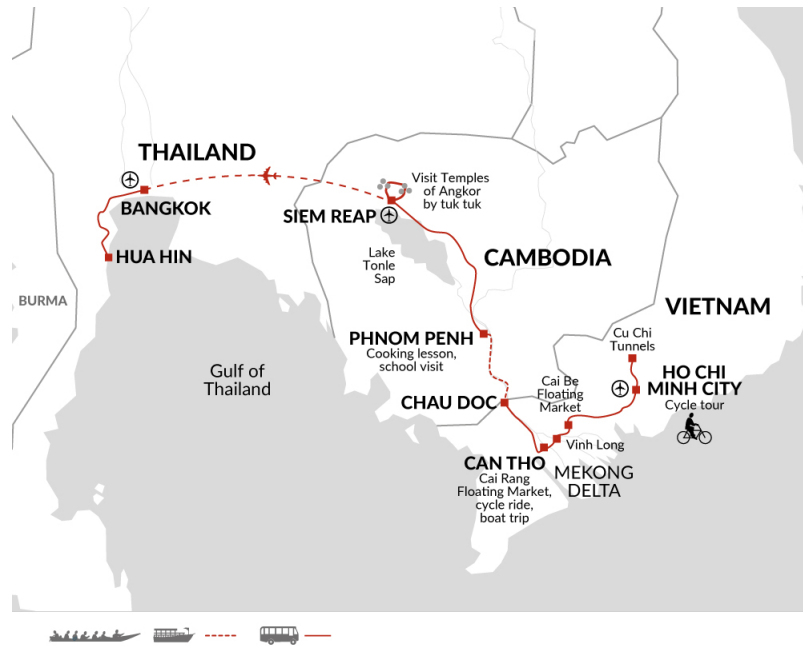 THAILAND
BANGKOK
HUA HIN
BURMA
Gulf of
Thailand
Visit Temples
of Angkor
by tuk tuk
SIEM REAP
Lake
Tonle
Sap
CAMBODIA
PHNOM PENH
Cooking lesson,
school visit
CHAU DOC
VIETNAM
Cu Chi
Tunnels
HO CHI
MINH CITY
Cycle tour
Cai Be
Floating
Market
Vinh Long
CAN THO
Cai Rang
Floating Market,
cycle ride,
boat trip
MEKONG
DELTA